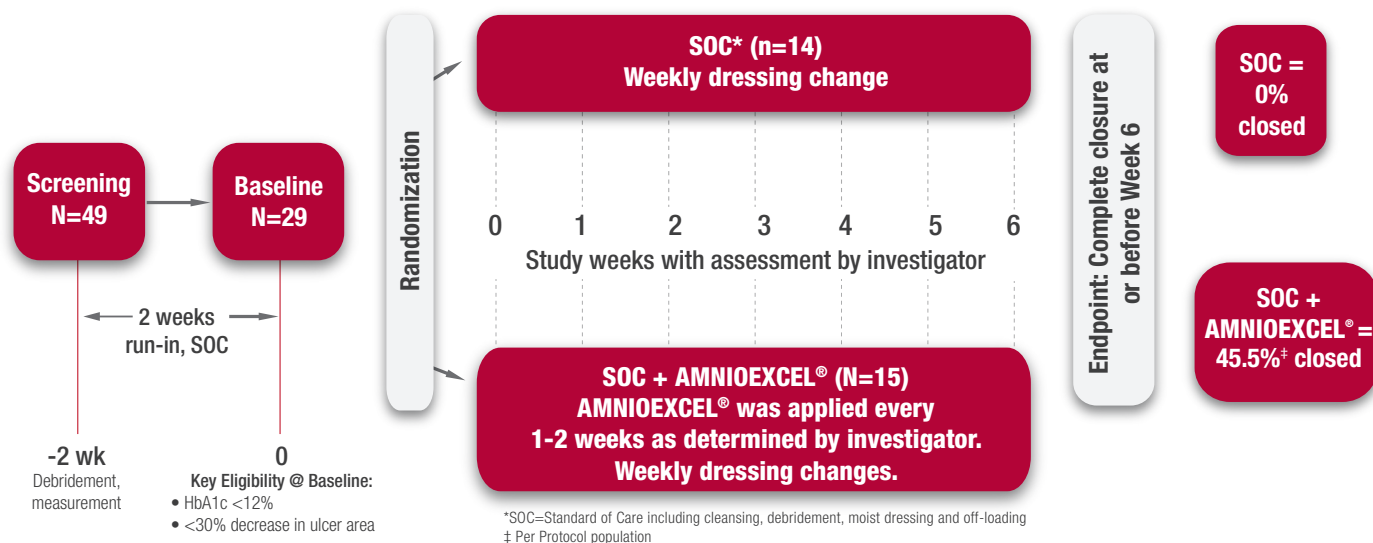 Screening
N=49
Baseline
N=29
2 weeks
run-in, SOC
-2 wk
Debridement,
measurement
0
Key Eligibility @ Baseline:
• HbA1c <12%
• <30% decrease in ulcer area
Randomization
SOC* (n=14)
Weekly dressing change
0 1 2 3 4 5 6
Study weeks with assessment by investigator
SOC + AMNIOEXCEL® (N=15)
AMNIOEXCEL® was applied every
1-2 weeks as determined by investigator.
Weekly dressing changes.
*SOC=Standard of Care including cleansing, debridement, moist dressing and off-loading
‡ Per Protocol population
Endpoint: Complete closure at
or before Week 6
SOC =
0%
closed
SOC +
AMNIOEXCEL® =
45.5%‡ closed